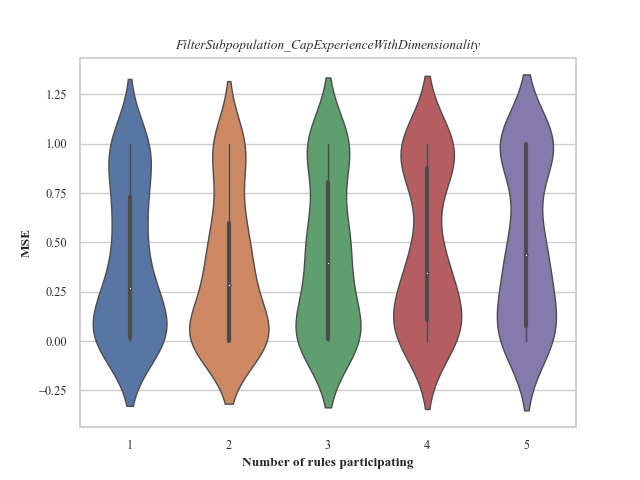 FilterSubpopulation_CapExperienceWithDimensionality
1.25
1.00
0.75
0.50
0.25
0.00
−0.25
MSE
1 2 3 4 5
Number of rules participating